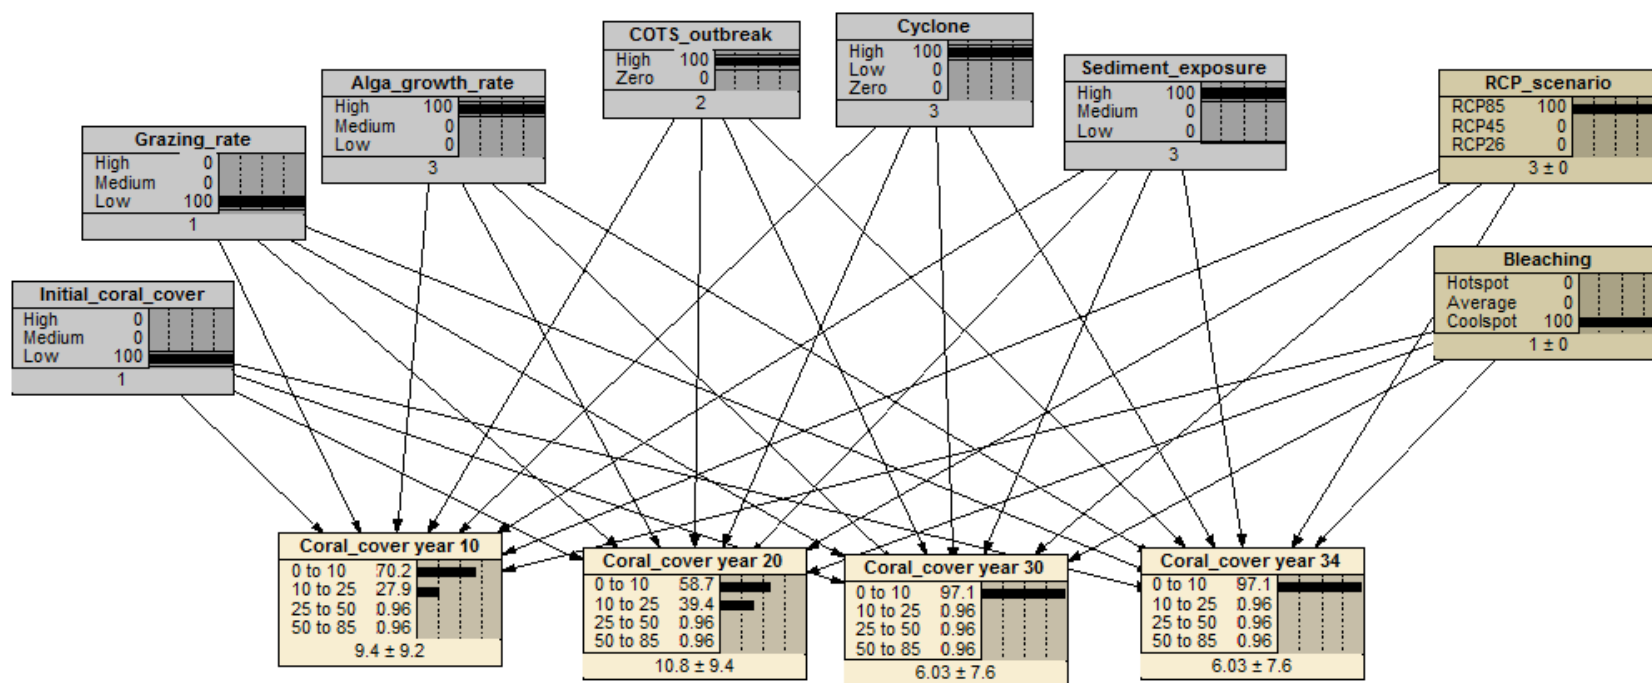 COTS_outbreak
High 100
Zero 0
2
Cyclone
High 100
Low 0
Zero 0
3
Alga_growth_rate
High 100
Medium 0
Low 0
3
Sediment_exposure
High 100
Medium 0
Low 0
3
RCP_scenario
RCP85 100
RCP45 0
RCP26 0
3 ± 0
Grazing_rate
High 0
Medium 0
Low 100
1
Bleaching
Hotspot 0
Average 0
Coolspot 100
1 ± 0
Initial_coral_cover
High 0
Medium 0
Low 100
1
Coral_cover year 10
0 to 10 70.2
10 to 25 27.9
25 to 50 0.96
50 to 85 0.96
9.4 ± 9.2
Coral_cover year 20
0 to 10 58.7
10 to 25 39.4
25 to 50 0.96
50 to 85 0.96
10.8 ± 9.4
Coral_cover year 30
0 to 10 97.1
10 to 25 0.96
25 to 50 0.96
50 to 85 0.96
6.03 ± 7.6
Coral_cover year 34
0 to 10 97.1
10 to 25 0.96
25 to 50 0.96
50 to 85 0.96
6.03 ± 7.6